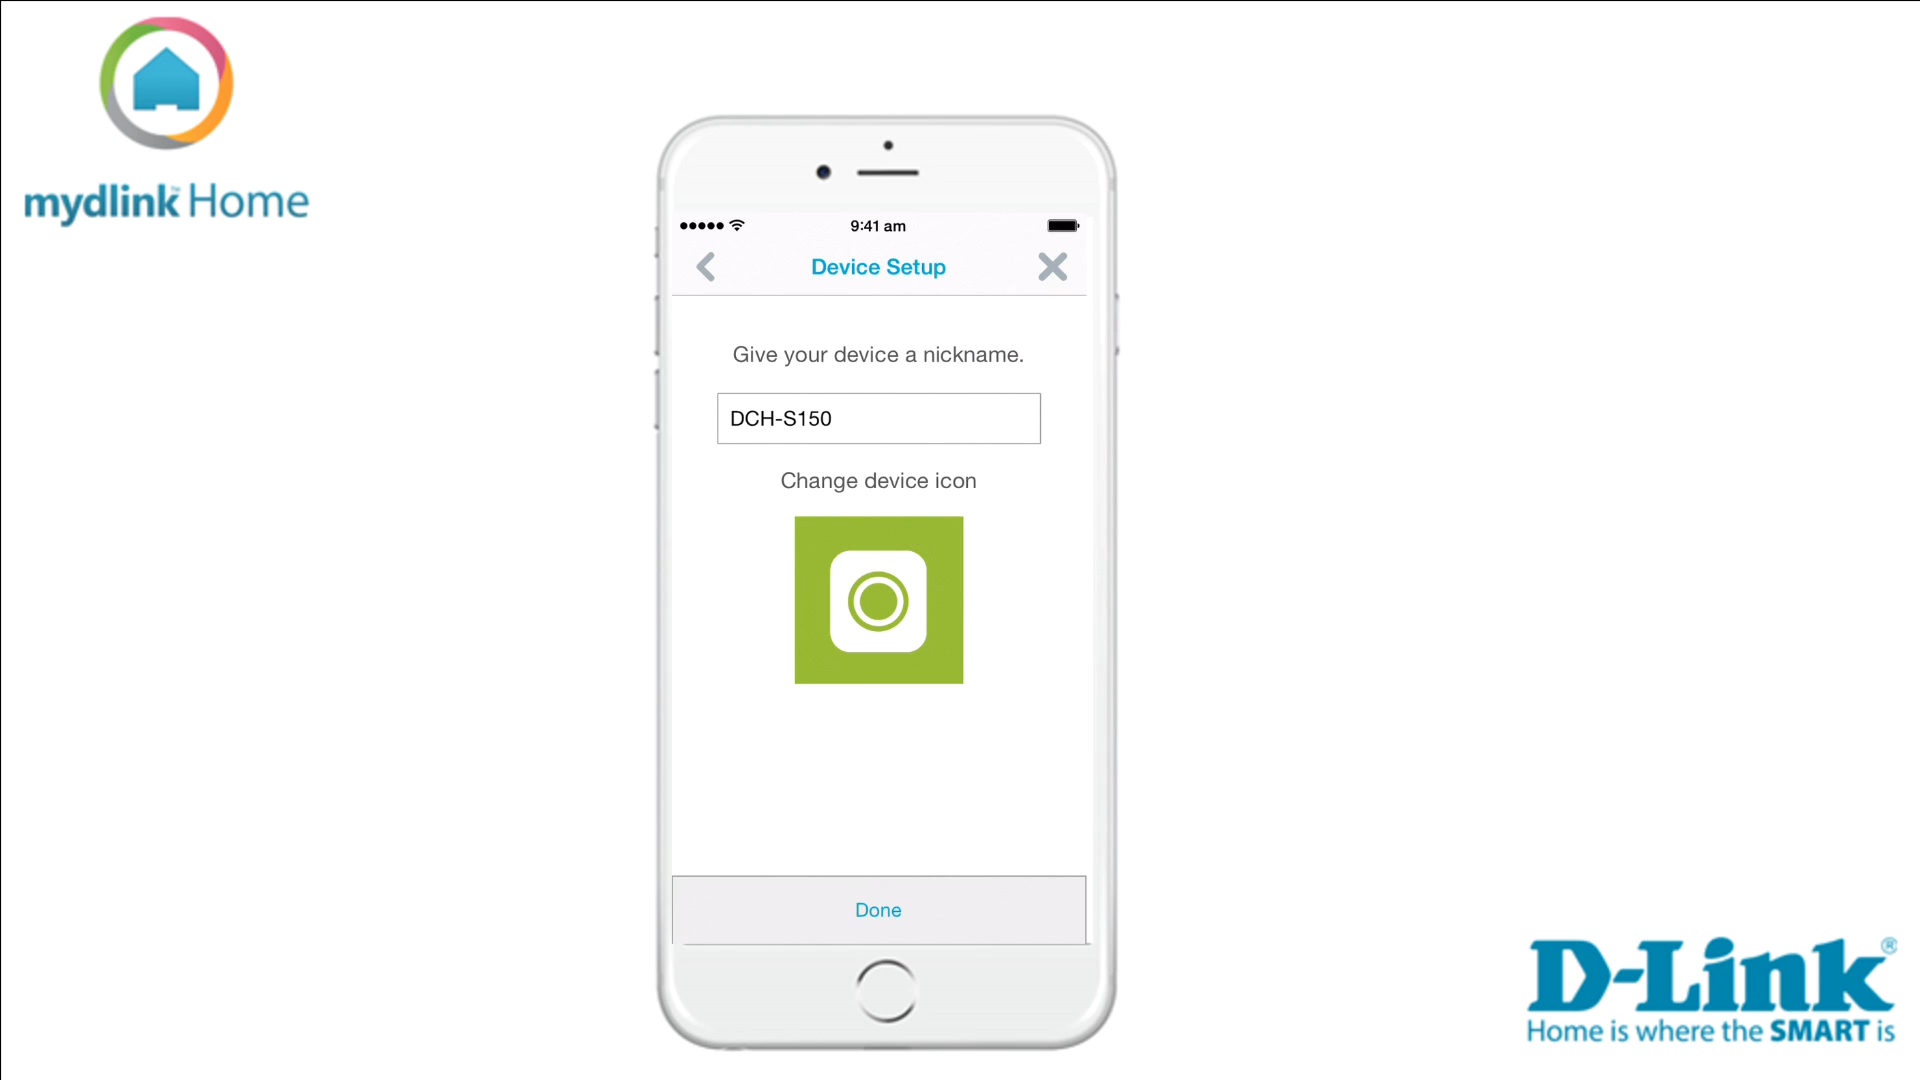 mydlink™ Home
9:41 am
Device Setup
Give your device a nickname.
DCH-S150
Change device icon
Done
D-Link®
Home is where the SMART is